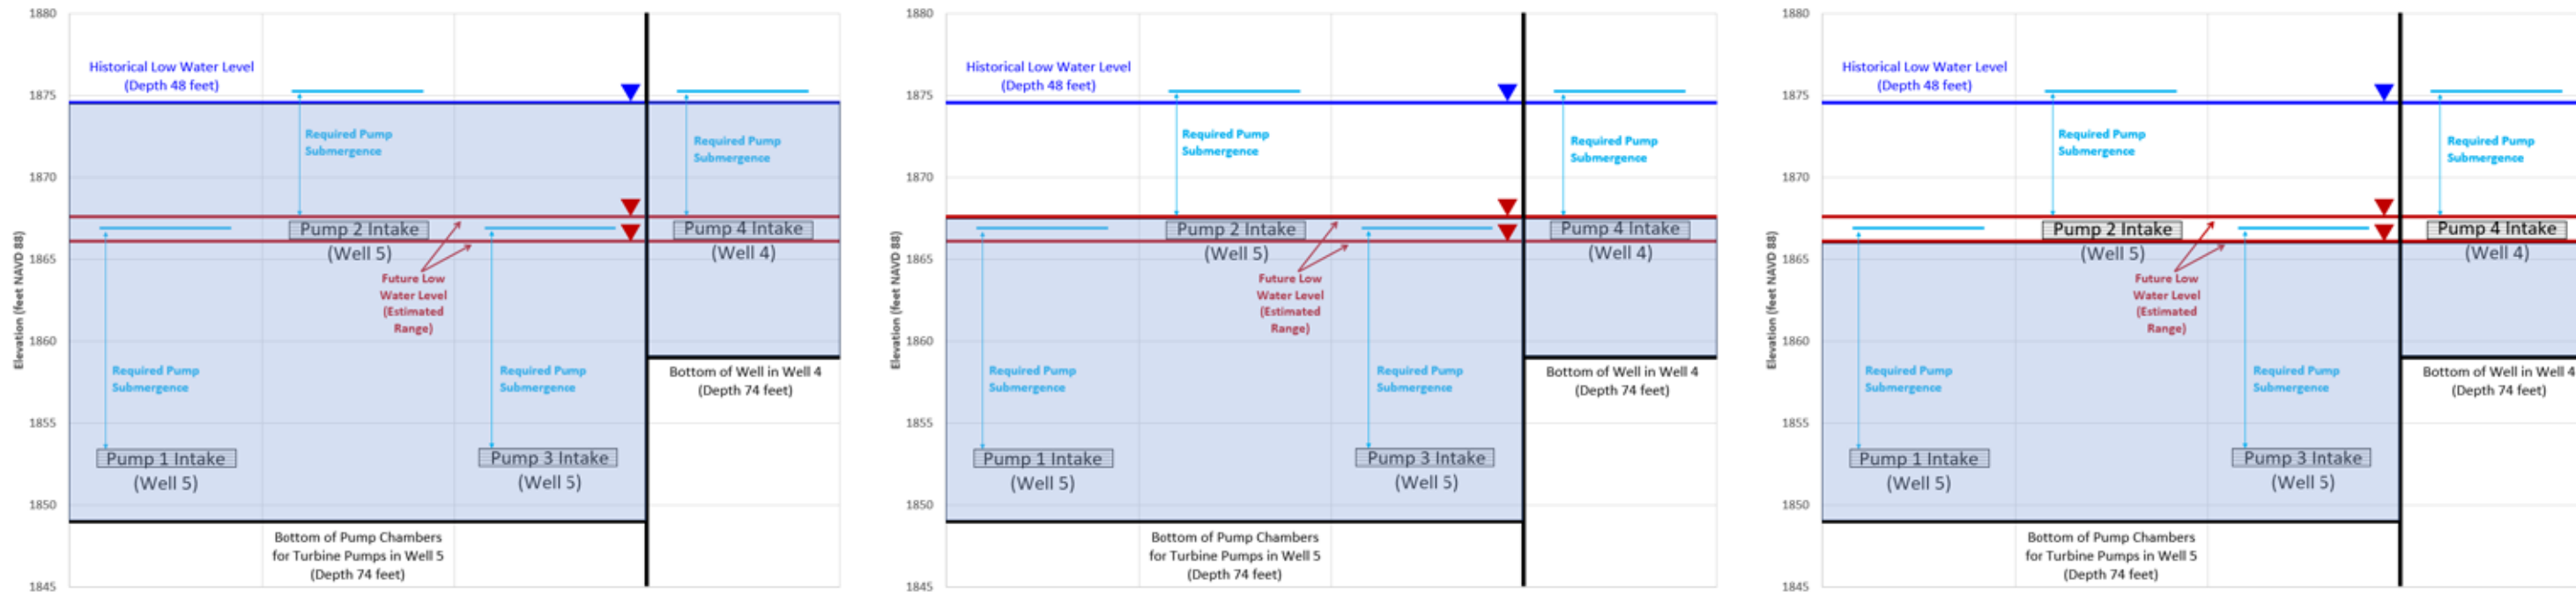 1880
Historical Low Water Level
(Depth 48 feet)
1875
Required Pump
Submergence
Required Pump
Submergence
1870
Pump 2 Intake
(Well 5)
Pump 4 Intake
(Well 4)
1865
Future Low
Water Level
(Estimated
Range)
Elevation (feet NAVD 88)
1860
Required Pump
Submergence
Required Pump
Submergence
Bottom of Well in Well 4
(Depth 74 feet)
1855
Pump 1 Intake
(Well 5)
Pump 3 Intake
(Well 5)
1850
Bottom of Pump Chambers
for Turbine Pumps in Well 5
(Depth 74 feet)
1845
1880
Historical Low Water Level
(Depth 48 feet)
1875
Required Pump
Submergence
Required Pump
Submergence
1870
Pump 2 Intake
(Well 5)
Pump 4 Intake
(Well 4)
1865
Future Low
Water Level
(Estimated
Range)
Elevation (feet NAVD 88)
1860
Required Pump
Submergence
Required Pump
Submergence
Bottom of Well in Well 4
(Depth 74 feet)
1855
Pump 1 Intake
(Well 5)
Pump 3 Intake
(Well 5)
1850
Bottom of Pump Chambers
for Turbine Pumps in Well 5
(Depth 74 feet)
1845
1880
Historical Low Water Level
(Depth 48 feet)
1875
Required Pump
Submergence
Required Pump
Submergence
1870
Pump 2 Intake
(Well 5)
Pump 4 Intake
(Well 4)
1865
Future Low
Water Level
(Estimated
Range)
Elevation (feet NAVD 88)
1860
Required Pump
Submergence
Required Pump
Submergence
Bottom of Well in Well 4
(Depth 74 feet)
1855
Pump 1 Intake
(Well 5)
Pump 3 Intake
(Well 5)
1850
Bottom of Pump Chambers
for Turbine Pumps in Well 5
(Depth 74 feet)
1845